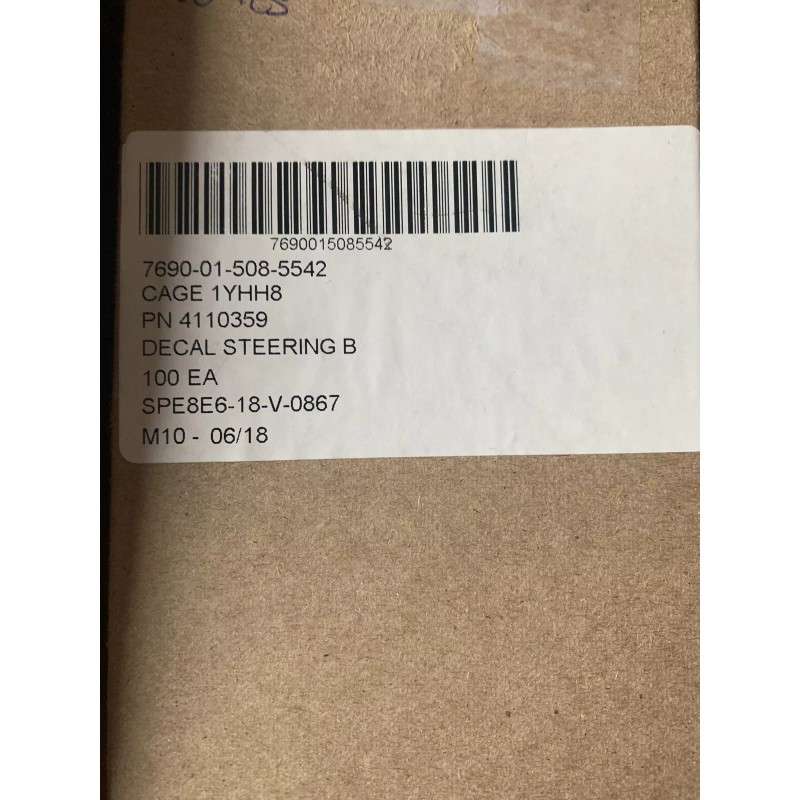 7690015085542
7690-01-508-5542
CAGE 1YHH8
PN 4110359
DECAL STEERING B
100 EA
SPE8E6-18-V-0867
M10 - 06/18